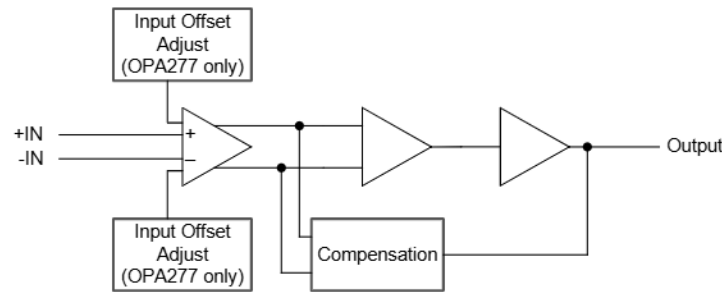 Input Offset
Adjust
(OPA277 only)
+IN
-IN
+
–
Output
Input Offset
Adjust
(OPA277 only)
Compensation